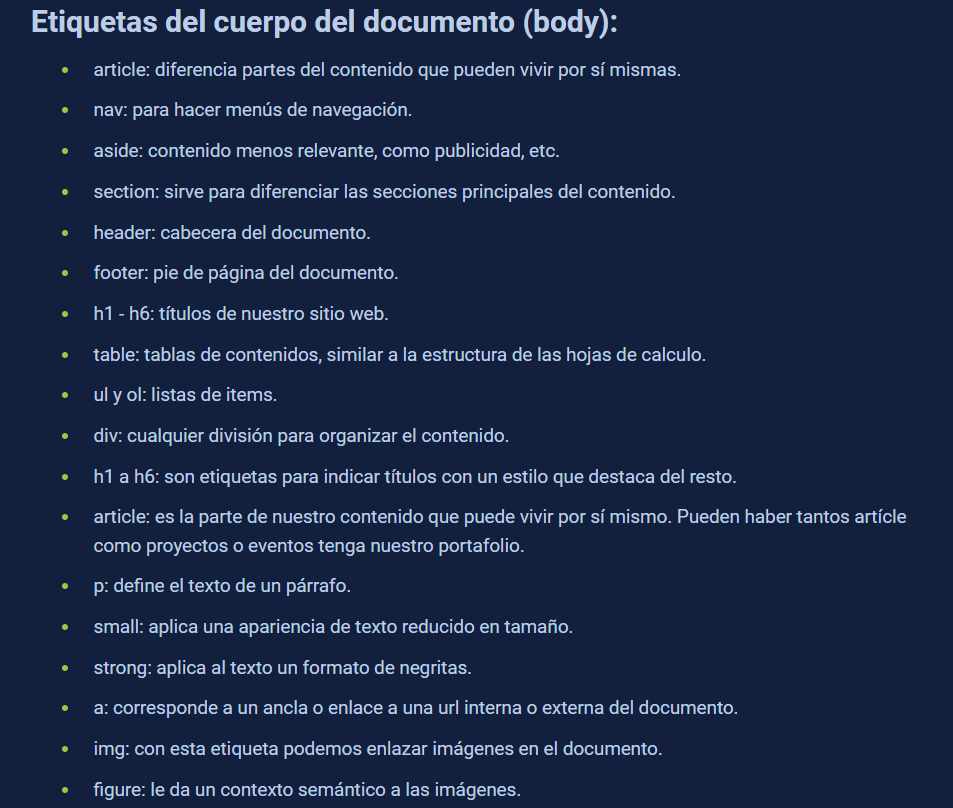 Etiquetas del cuerpo del documento (body):
article: diferencia partes del contenido que pueden vivir por sí mismas.
nav: para hacer menús de navegación.
aside: contenido menos relevante, como publicidad, etc.
section: sirve para diferenciar las secciones principales del contenido.
header: cabecera del documento.
footer: pie de página del documento.
h1 - h6: títulos de nuestro sitio web.
table: tablas de contenidos, similar a la estructura de las hojas de calculo.
ul y ol: listas de items.
div: cualquier división para organizar el contenido.
h1 a h6: son etiquetas para indicar títulos con un estilo que destaca del resto.
article: es la parte de nuestro contenido que puede vivir por sí mismo. Pueden haber tantos artícle
como proyectos o eventos tenga nuestro portafolio.
p: define el texto de un párrafo.
small: aplica una apariencia de texto reducido en tamaño.
strong: aplica al texto un formato de negritas.
a: corresponde a un ancla o enlace a una url interna o externa del documento.
img: con esta etiqueta podemos enlazar imágenes en el documento.
figure: le da un contexto semántico a las imágenes.